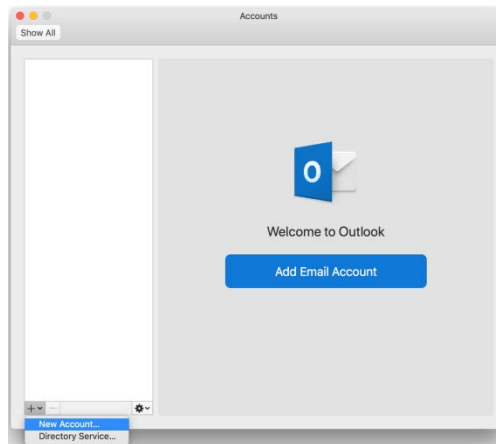 Accounts
Show All
Welcome to Outlook
Add Email Account
New Account...
Directory Service...